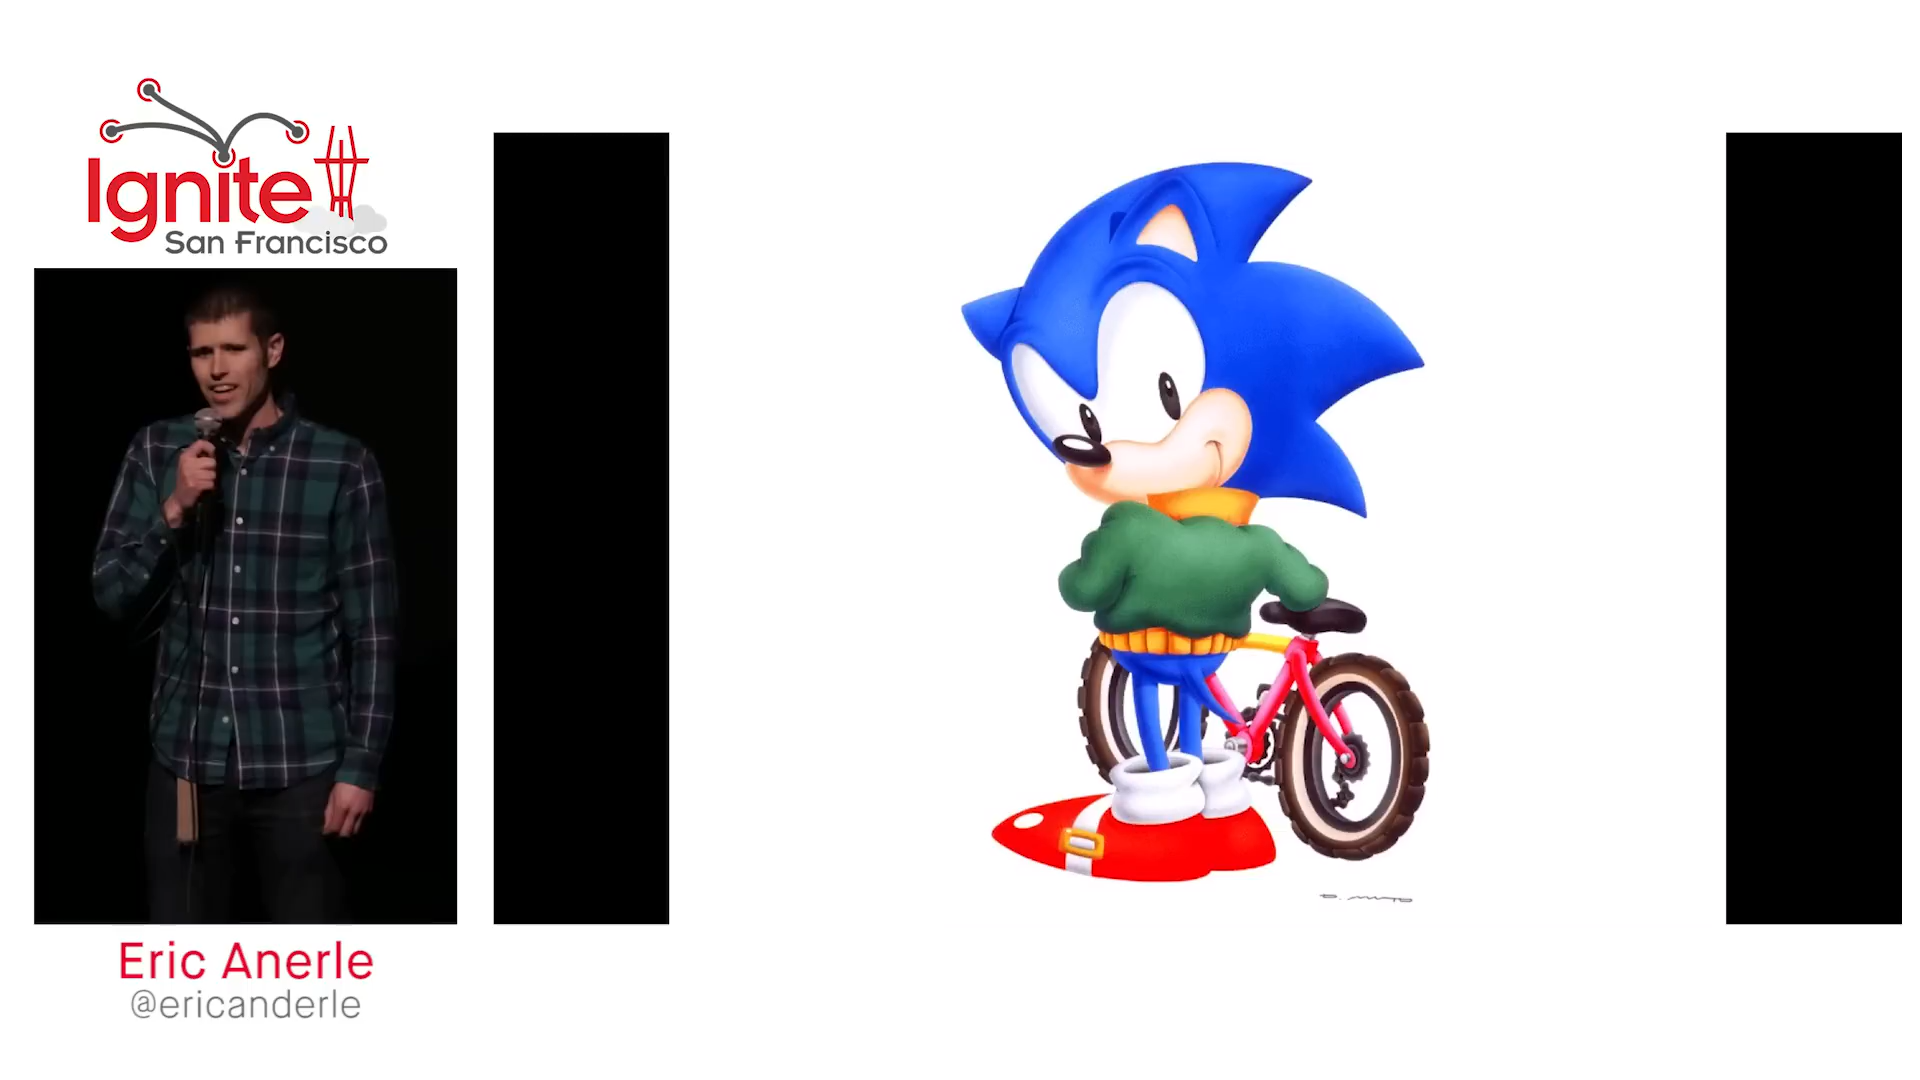 Ignite
San Francisco
Eric Anerle
@ericanderle